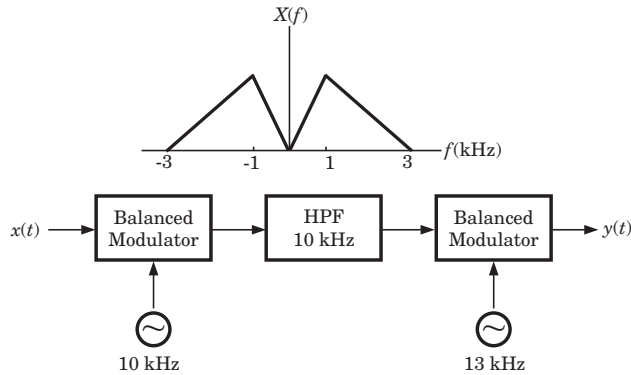 X(f)
-3 -1 1 3 f(kHz)
x(t) Balanced Modulator HPF 10 kHz Balanced Modulator y(t)
~ ~
10 kHz 13 kHz